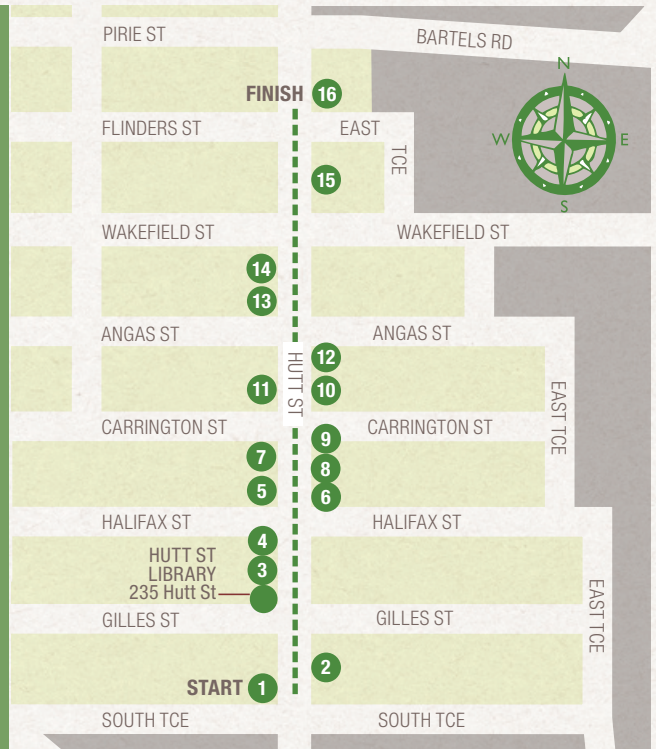 PIRIE ST
BARTELS RD
N
FINISH 16
FLINDERS ST
EAST
TCE
W
E
S
15
WAKEFIELD ST
WAKEFIELD ST
14
13
ANGAS ST
ANGAS ST
HUTT ST
12
11
10
EAST TCE
CARRINGTON ST
CARRINGTON ST
9
7
8
5
6
HALIFAX ST
HALIFAX ST
4
HUTT ST
LIBRARY
235 Hutt St
3
GILLES ST
GILLES ST
EAST TCE
2
START 1
SOUTH TCE
SOUTH TCE